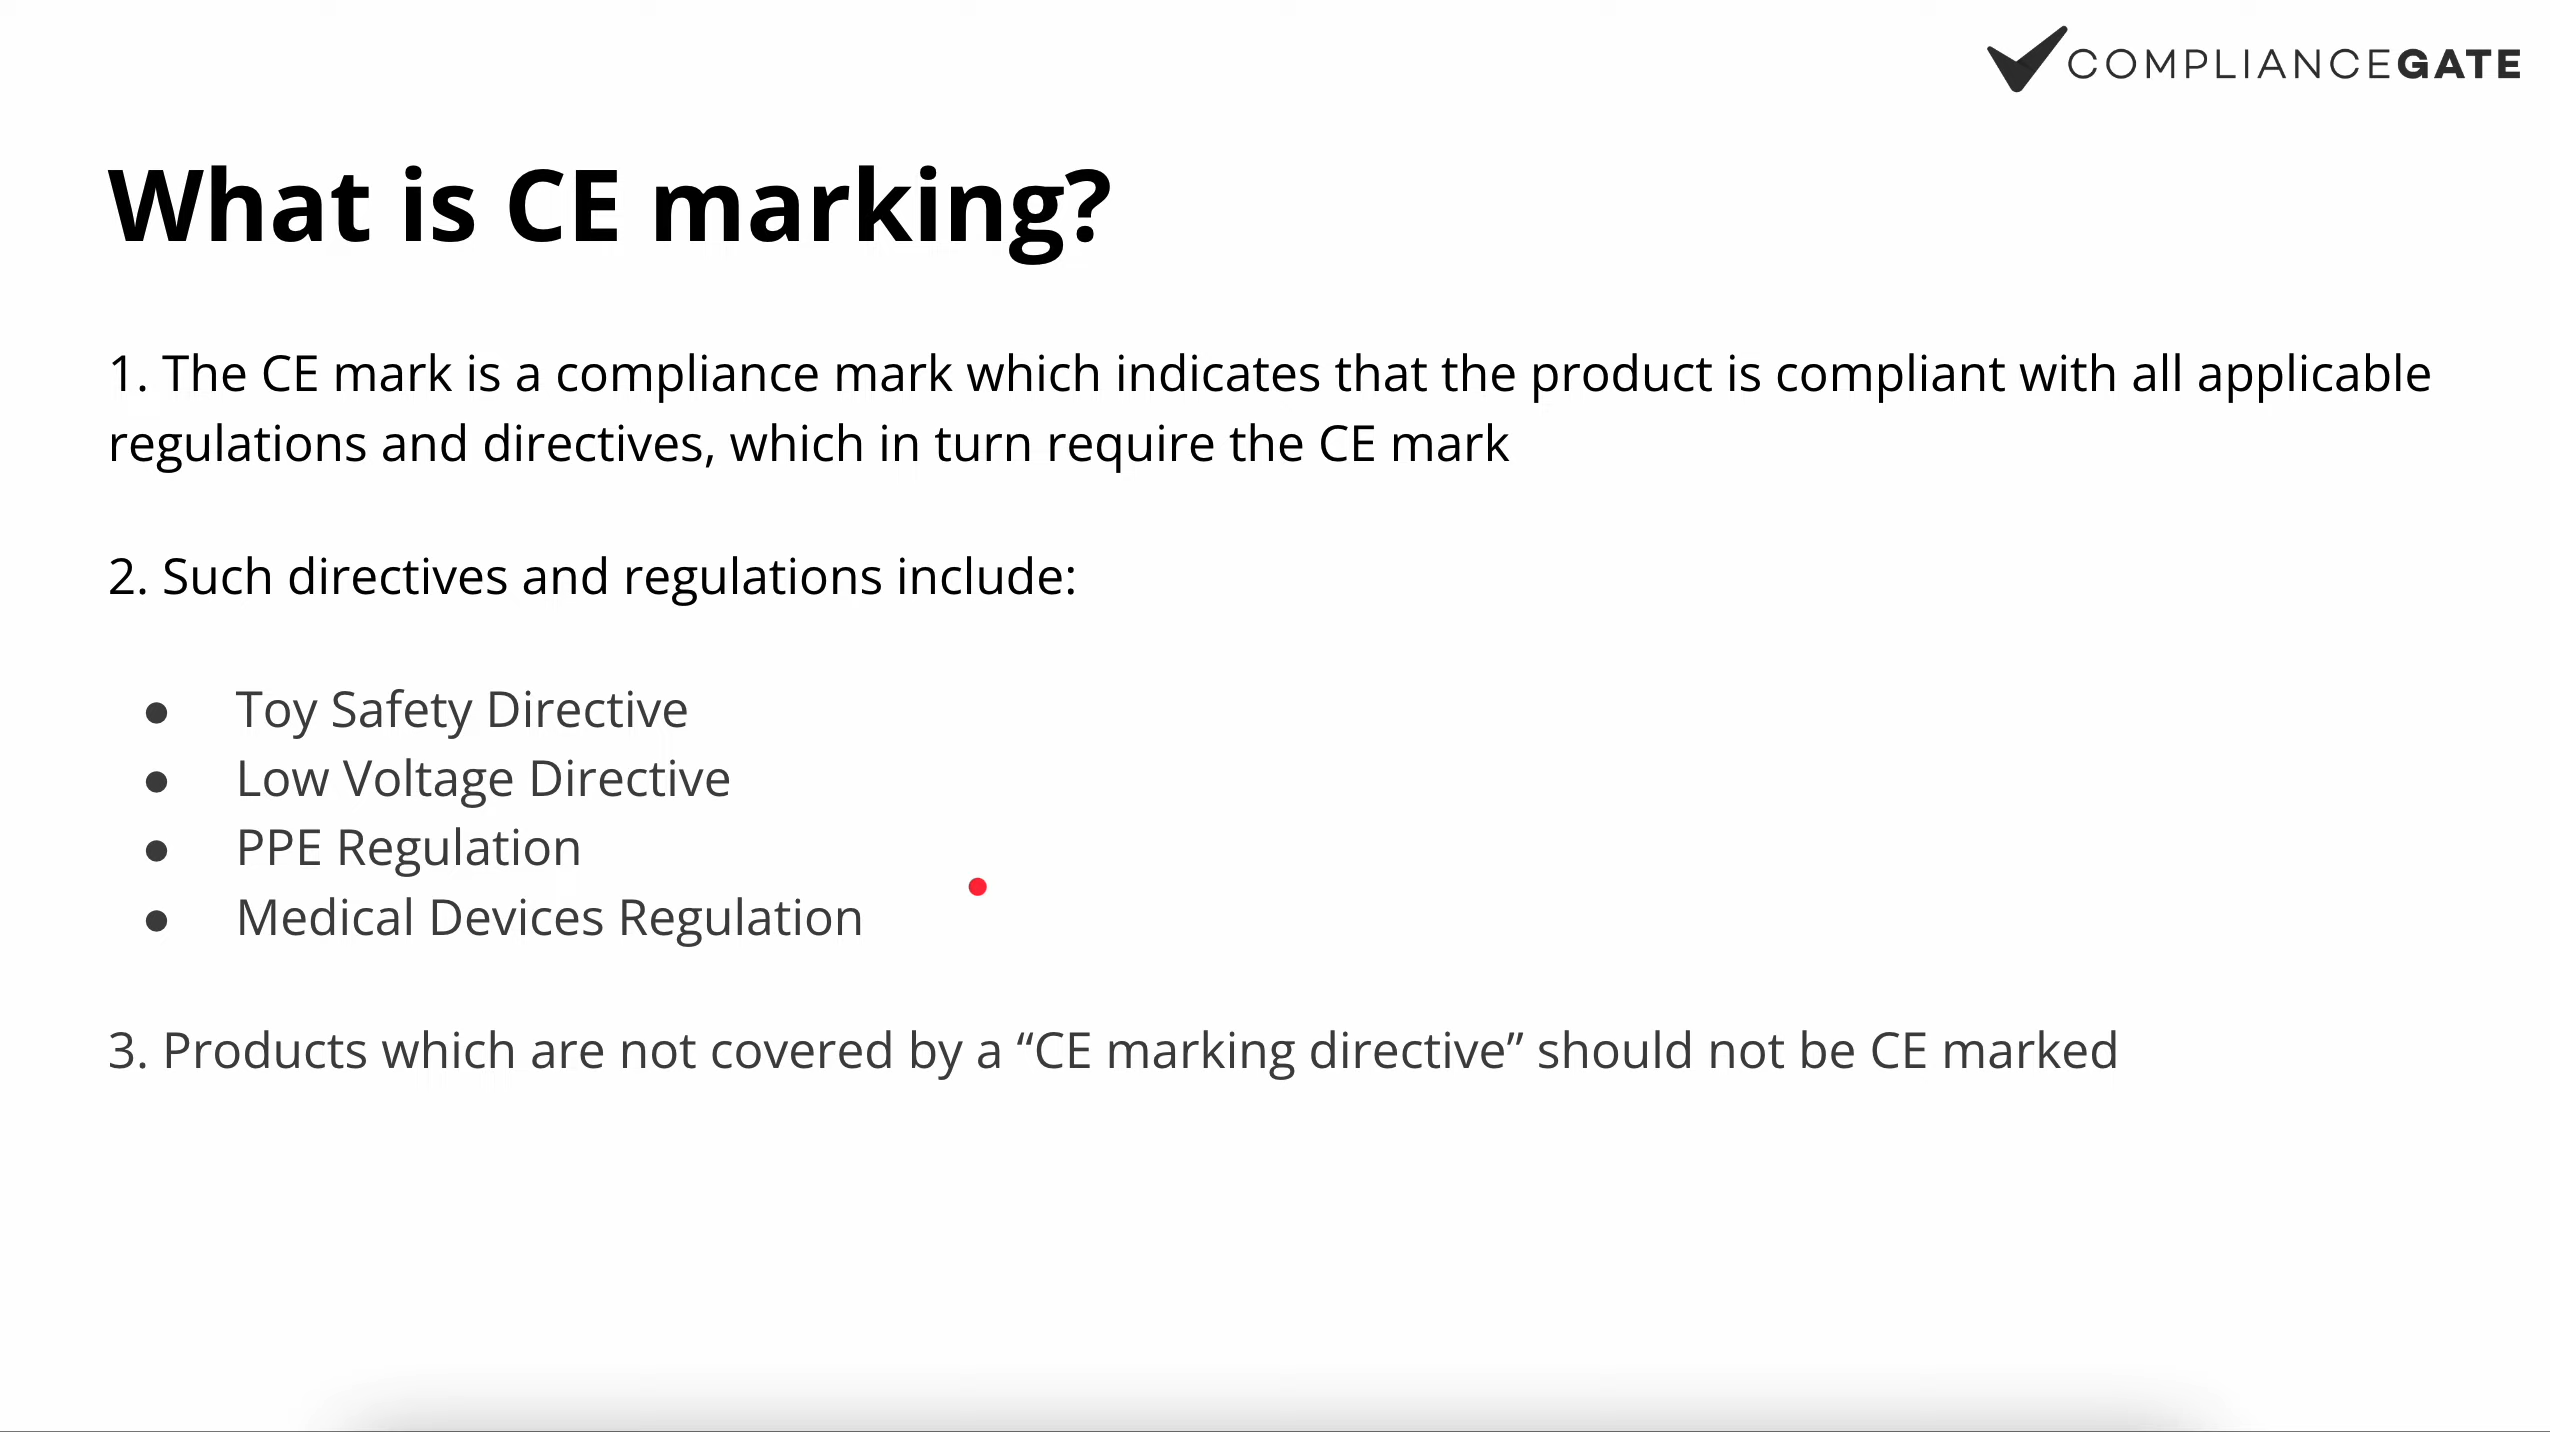 COMPLIANCEGATE
What is CE marking?
1. The CE mark is a compliance mark which indicates that the product is compliant with all applicable
regulations and directives, which in turn require the CE mark
2. Such directives and regulations include:
● Toy Safety Directive
● Low Voltage Directive
● PPE Regulation
● Medical Devices Regulation
3. Products which are not covered by a “CE marking directive” should not be CE marked